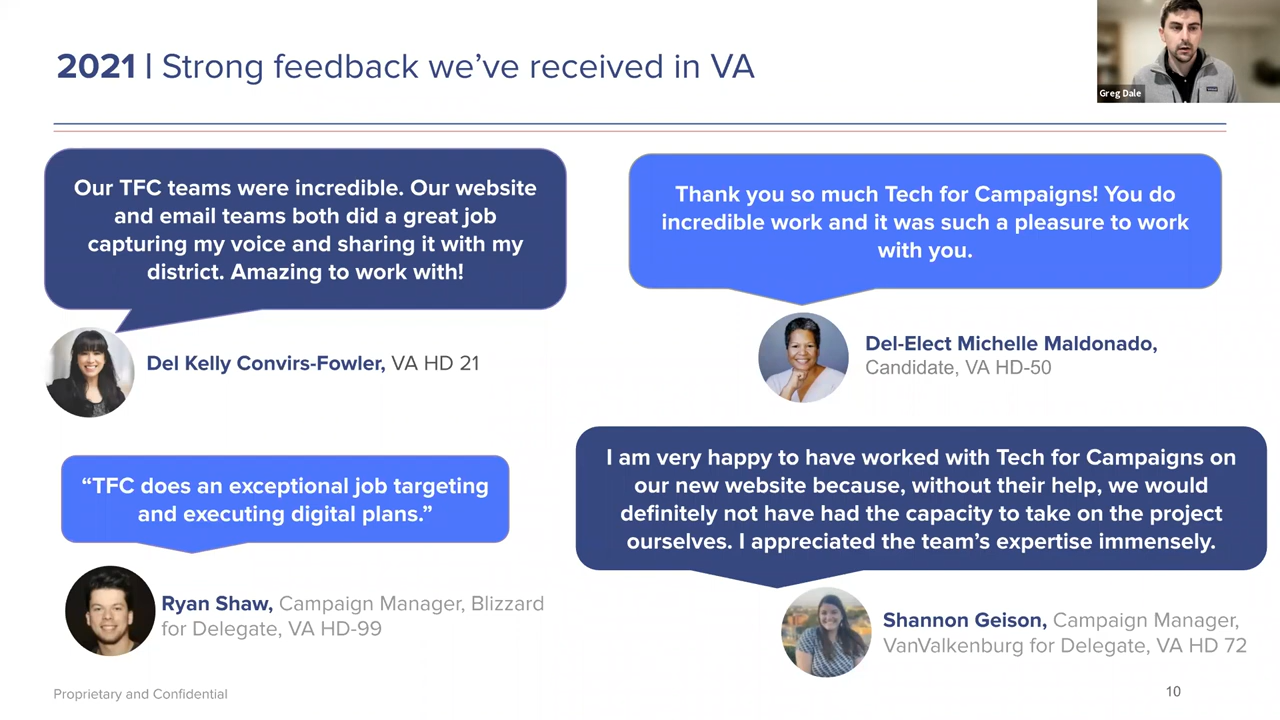 2021 | Strong feedback we've received in VA
Greg Dale
Our TFC teams were incredible. Our website
and email teams both did a great job
capturing my voice and sharing it with my
district. Amazing to work with!
Del Kelly Convirs-Fowler, VA HD 21
Thank you so much Tech for Campaigns! You do
incredible work and it was such a pleasure to work
with you.
Del-Elect Michelle Maldonado,
Candidate, VA HD-50
“TFC does an exceptional job targeting
and executing digital plans.”
Ryan Shaw, Campaign Manager, Blizzard
for Delegate, VA HD-99
I am very happy to have worked with Tech for Campaigns on
our new website because, without their help, we would
definitely not have had the capacity to take on the project
ourselves. I appreciated the team's expertise immensely.
Shannon Geison, Campaign Manager,
VanValkenburg for Delegate, VA HD 72
Proprietary and Confidential
10